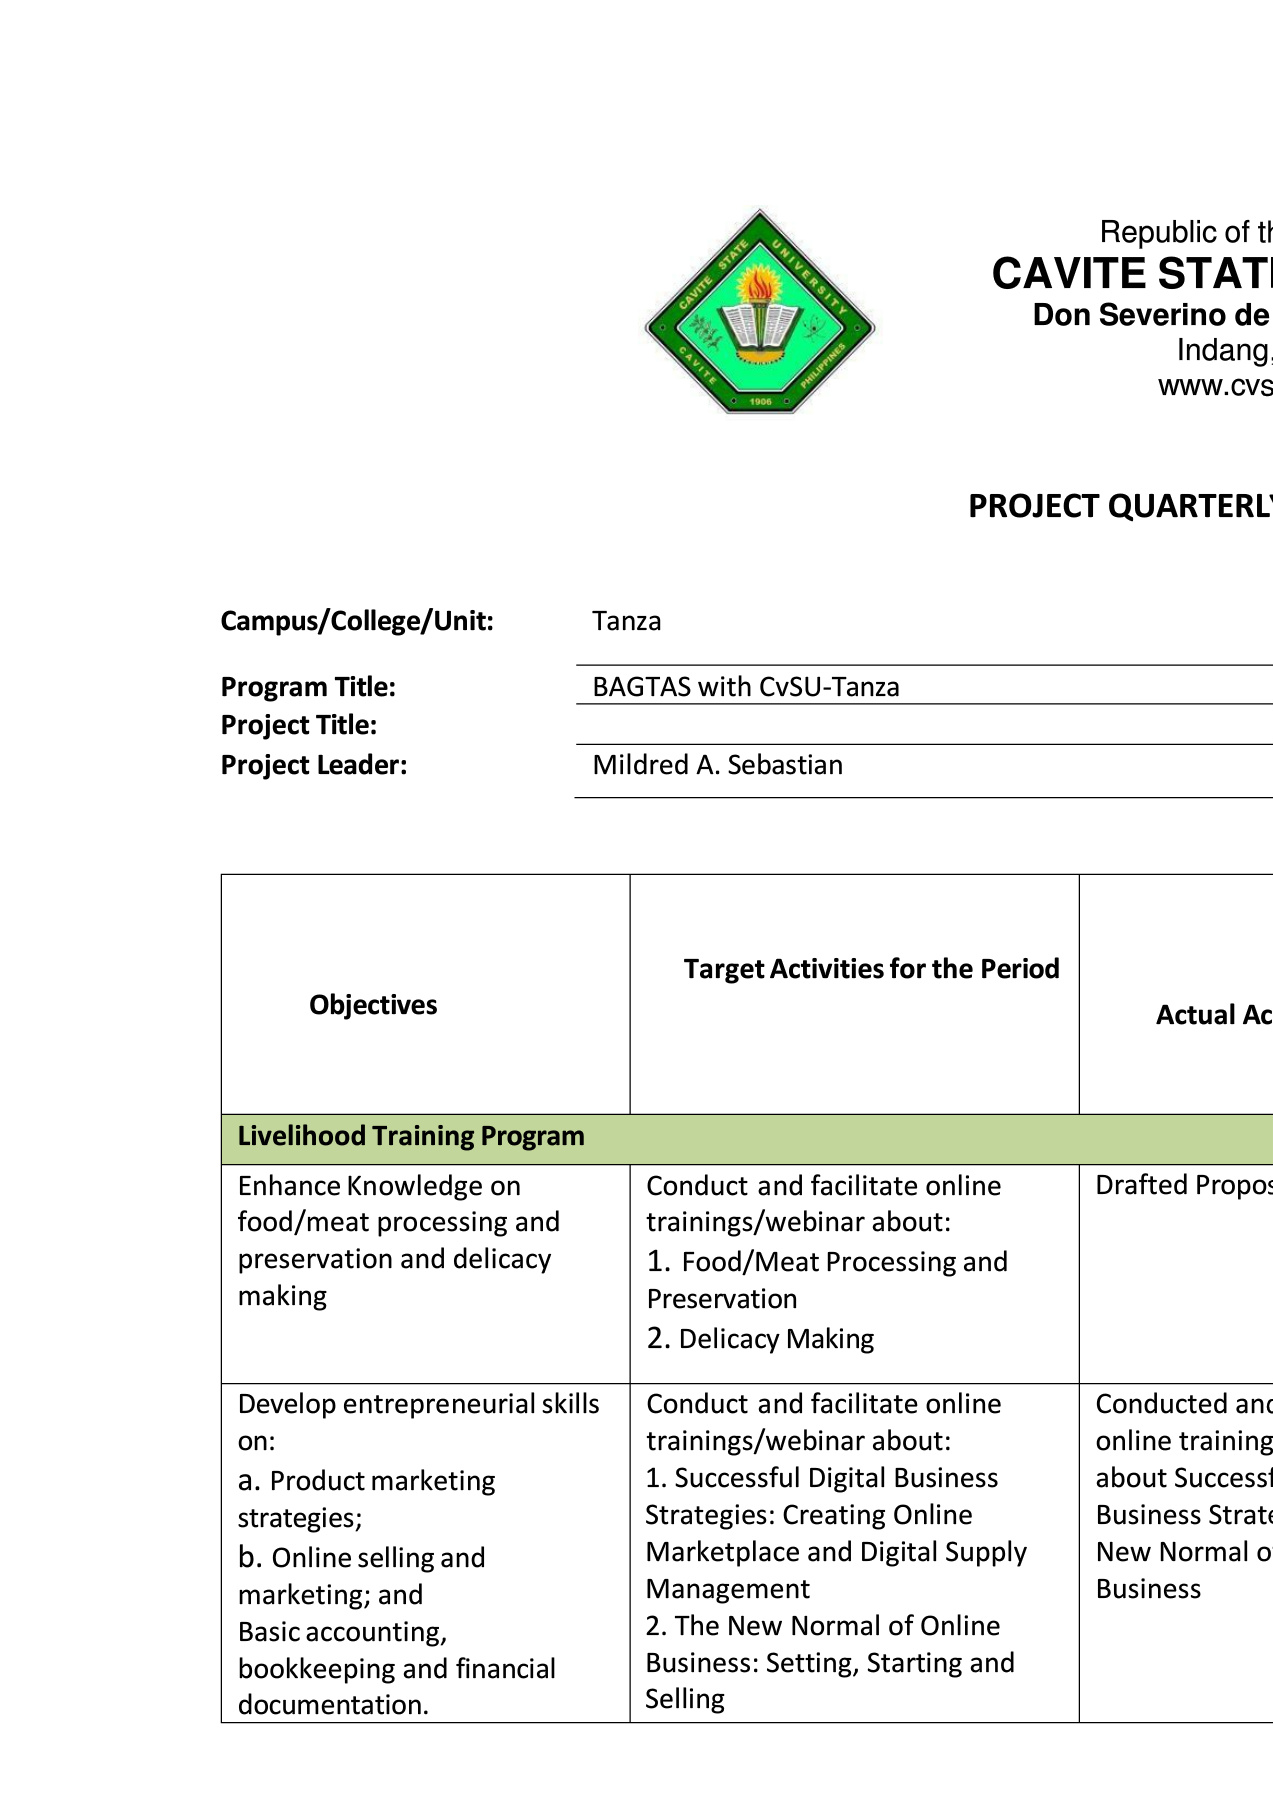 CAVITE STATE UNIVERSITY
CAVITE PHILIPPINES
1906
Republic of th
CAVITE STAT
Don Severino de
Indang,
www.cvs
PROJECT QUARTERLY
Campus/College/Unit: Tanza
Program Title: BAGTAS with CvSU-Tanza
Project Title:
Project Leader: Mildred A. Sebastian
Objectives
Target Activities for the Period
Actual Ac
Livelihood Training Program
Enhance Knowledge on
food/meat processing and
preservation and delicacy
making
Conduct and facilitate online
trainings/webinar about:
1. Food/Meat Processing and
Preservation
2. Delicacy Making
Drafted Propos
Develop entrepreneurial skills
on:
a. Product marketing
strategies;
b. Online selling and
marketing; and
Basic accounting,
bookkeeping and financial
documentation.
Conduct and facilitate online
trainings/webinar about:
1. Successful Digital Business
Strategies: Creating Online
Marketplace and Digital Supply
Management
2. The New Normal of Online
Business: Setting, Starting and
Selling
Conducted and
online training
about Successf
Business Strate
New Normal of
Business